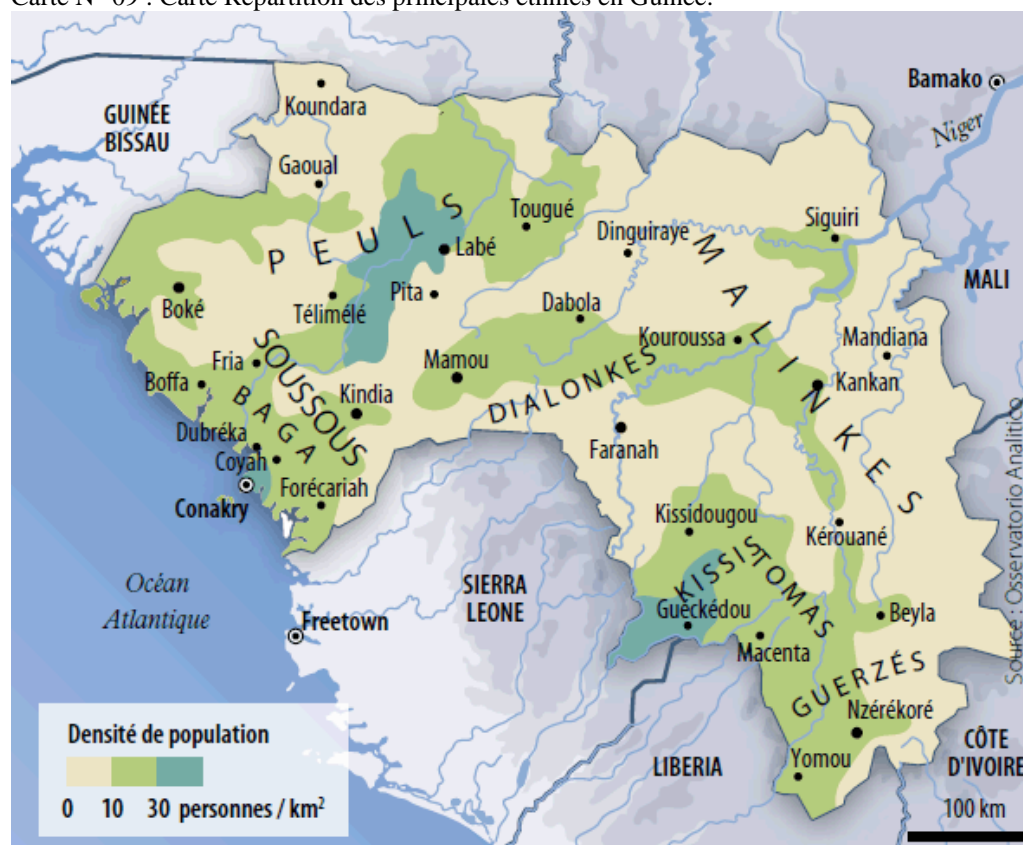 Carte N° 09 : Carte Répartition des principales ethnies en Guinée.
Bamako
Koundara
GUINÉE
BISSAU
Niger
Gaoual
PEULS
Tougué
Labé
Dinguiraye
Siguiri
MALINKES
MALI
Boké
Télimélé
Pita
Dabola
Kouroussa
Mandiana
Fria
SOUSSOUS
Mamou
Boffa
BAGA
Kindia
Kankan
DIALONKES
Dubréka
Coyah
Faranah
Conakry
Forécariah
Kissidougou
Kérouané
Océan
Atlantique
SIERRA
LEONE
KISSIS
TOMAS
Guéckédou
Beyla
Freetown
Macenta
GUERZÉS
Nzérékoré
Yomou
LIBERIA
CÔTE
D'IVOIRE
100 km
Source : Osservatorio Analitico
Densité de population
0 10 30 personnes / km²